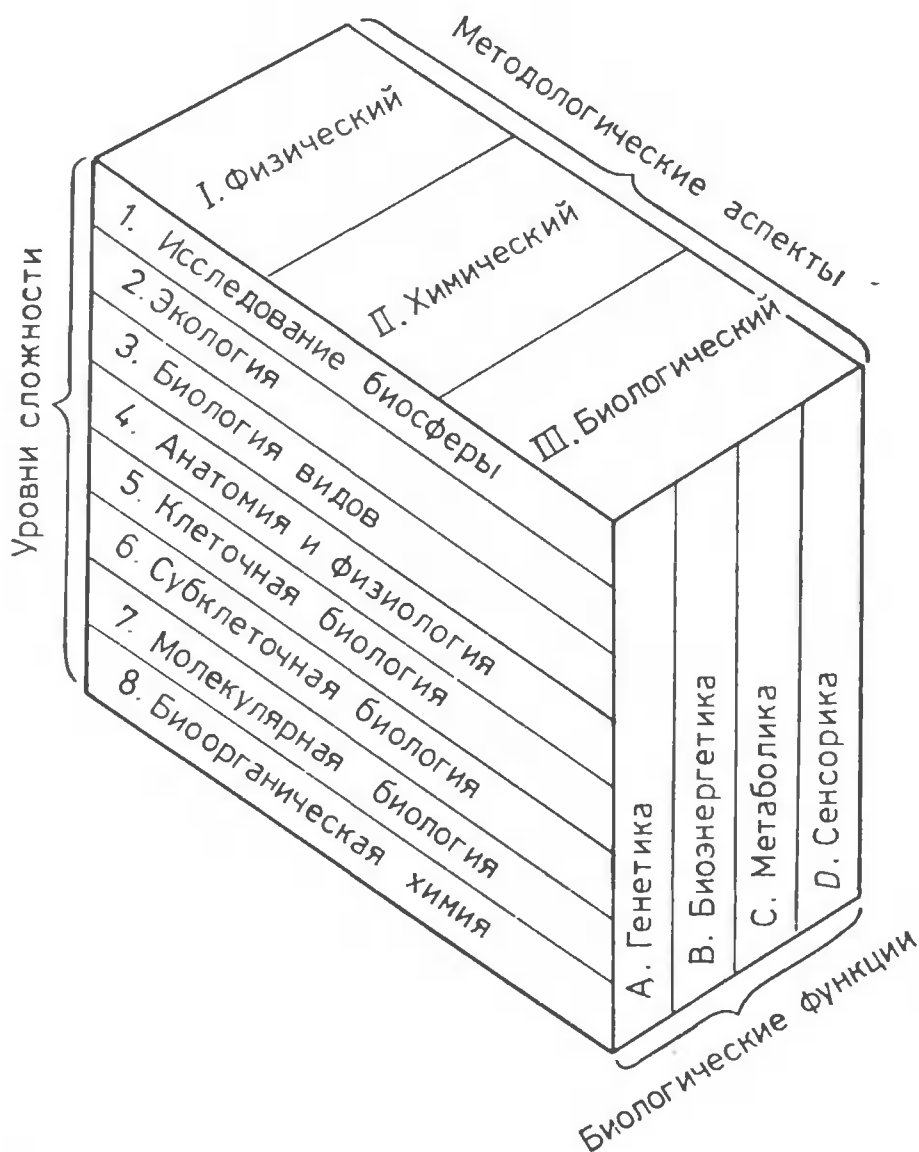 Методологические аспекты
I. Физический
II. Химический
III. Биологический
Уровни сложности
1. Исследование биосферы
2. Экология
3. Биология видов
4. Анатомия и физиология
5. Клеточная биология
6. Субклеточная биология
7. Молекулярная биология
8. Биоорганическая химия
A. Генетика
B. Биоэнергетика
C. Метаболика
D. Сенсорика
Биологические функции